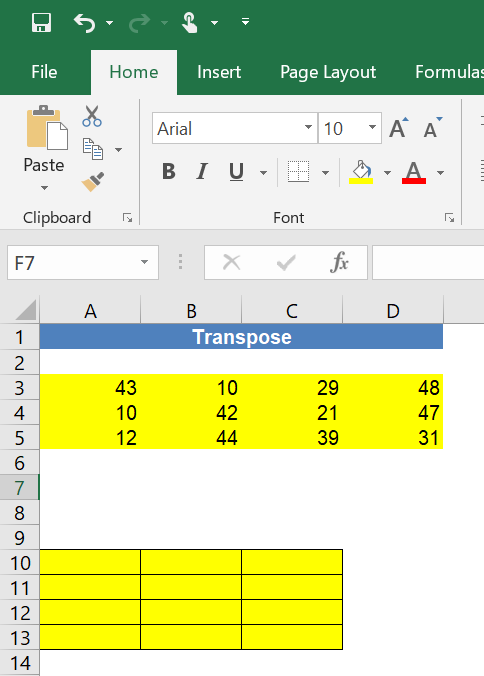 File Home Insert Page Layout Formulas
Arial 10 A A
Paste B I U A
Clipboard Font
F7 fx
A B C D
1 Transpose
2
3 43 10 29 48
4 10 42 21 47
5 12 44 39 31
6
7
8
9
10
11
12
13
14